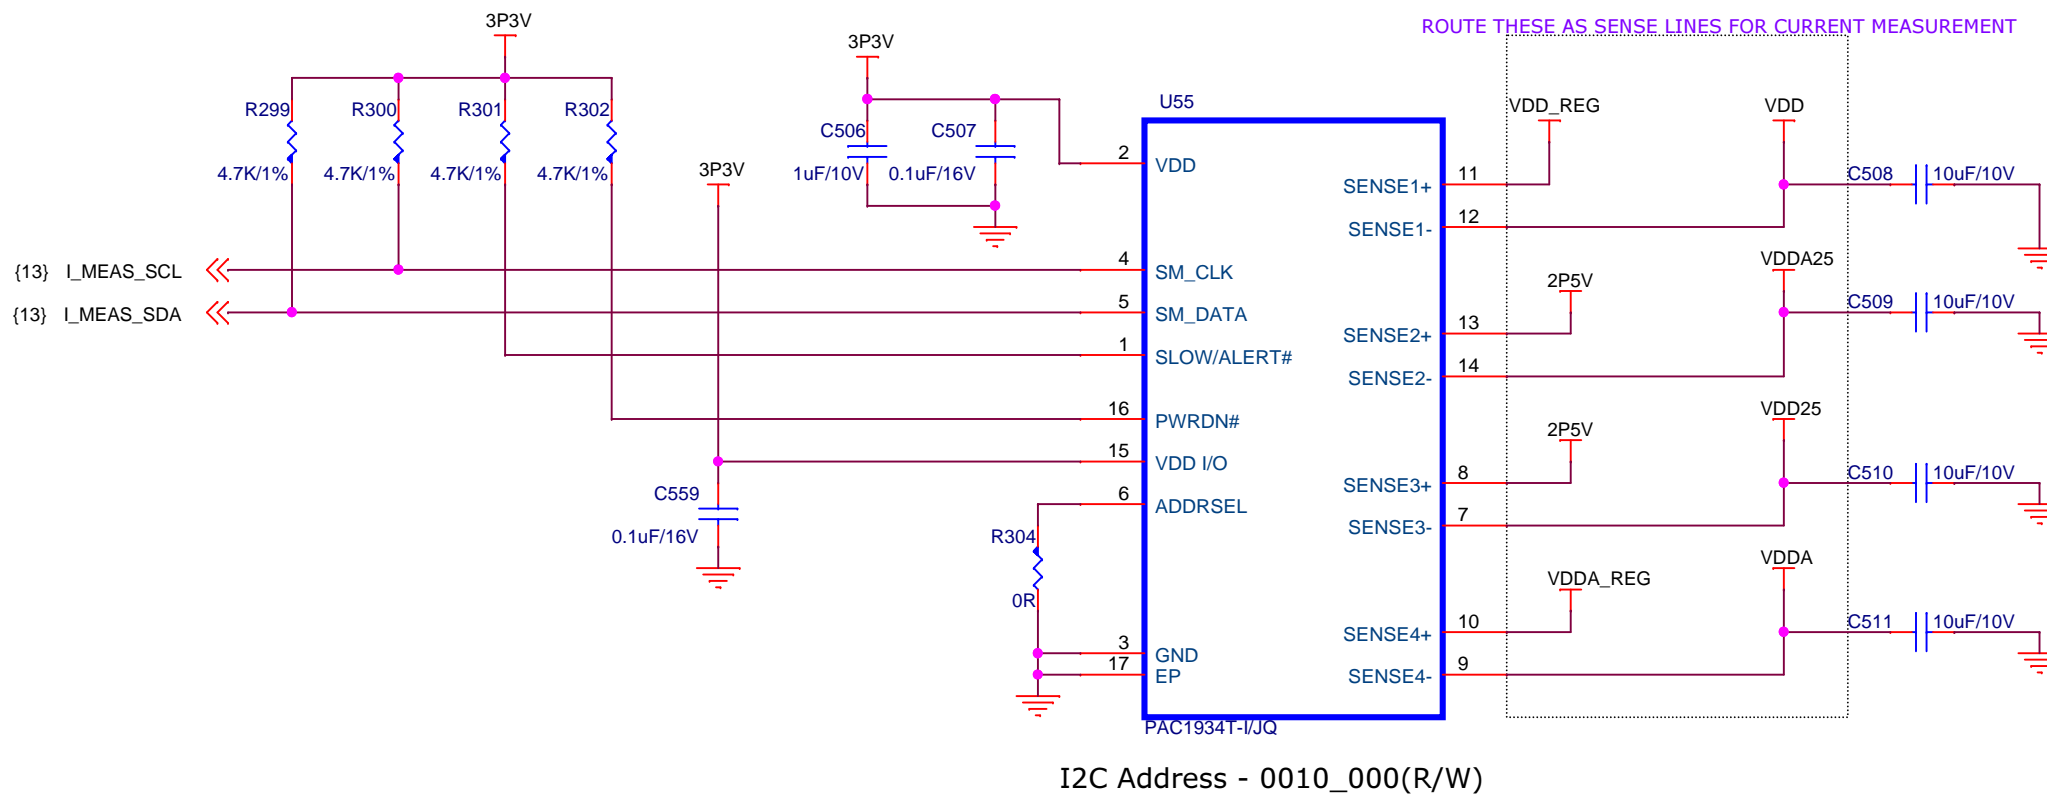 ROUTE THESE AS SENSE LINES FOR CURRENT MEASUREMENT
3P3V
3P3V
R299 R300 R301 R302
4.7K/1% 4.7K/1% 4.7K/1% 4.7K/1%
C506 C507
1uF/10V 0.1uF/16V
3P3V
{13} I_MEAS_SCL
{13} I_MEAS_SDA
C559
0.1uF/16V
R304
0R
U55
2 VDD
4 SM_CLK
5 SM_DATA
1 SLOW/ALERT#
16 PWRDN#
15 VDD I/O
6 ADDRSEL
3 GND
17 EP
SENSE1+ 11
SENSE1- 12
SENSE2+ 13
SENSE2- 14
SENSE3+ 8
SENSE3- 7
SENSE4+ 10
SENSE4- 9
PAC1934T-I/JQ
VDD_REG VDD
C508 10uF/10V
2P5V VDDA25
C509 10uF/10V
2P5V VDD25
C510 10uF/10V
VDDA_REG VDDA
C511 10uF/10V
I2C Address - 0010_000(R/W)